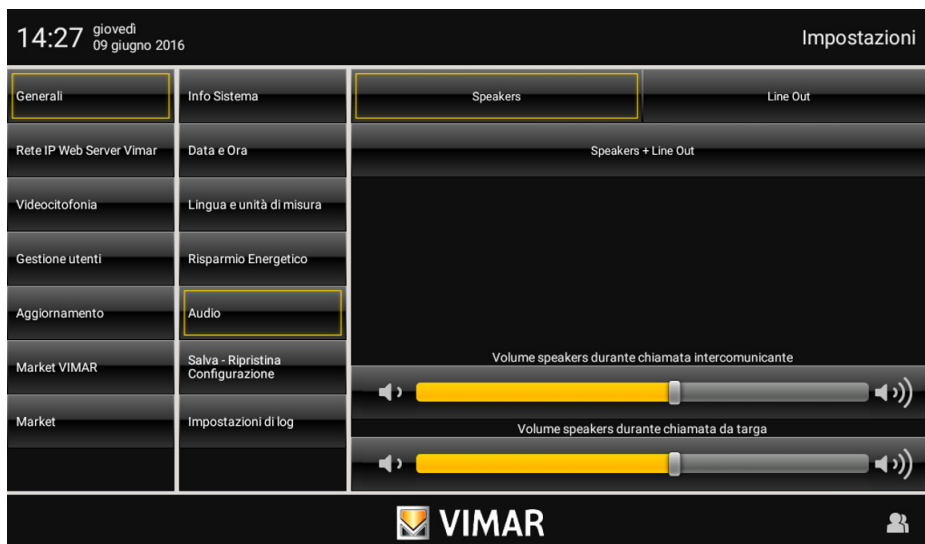 14:27
giovedì
09 giugno 2016
Impostazioni
Generali
Rete IP Web Server Vimar
Videocitofonia
Gestione utenti
Aggiornamento
Market VIMAR
Market
Info Sistema
Data e Ora
Lingua e unità di misura
Risparmio Energetico
Audio
Salva - Ripristina
Configurazione
Impostazioni di log
Speakers
Line Out
Speakers + Line Out
Volume speakers durante chiamata intercomunicante
Volume speakers durante chiamata da targa
VIMAR